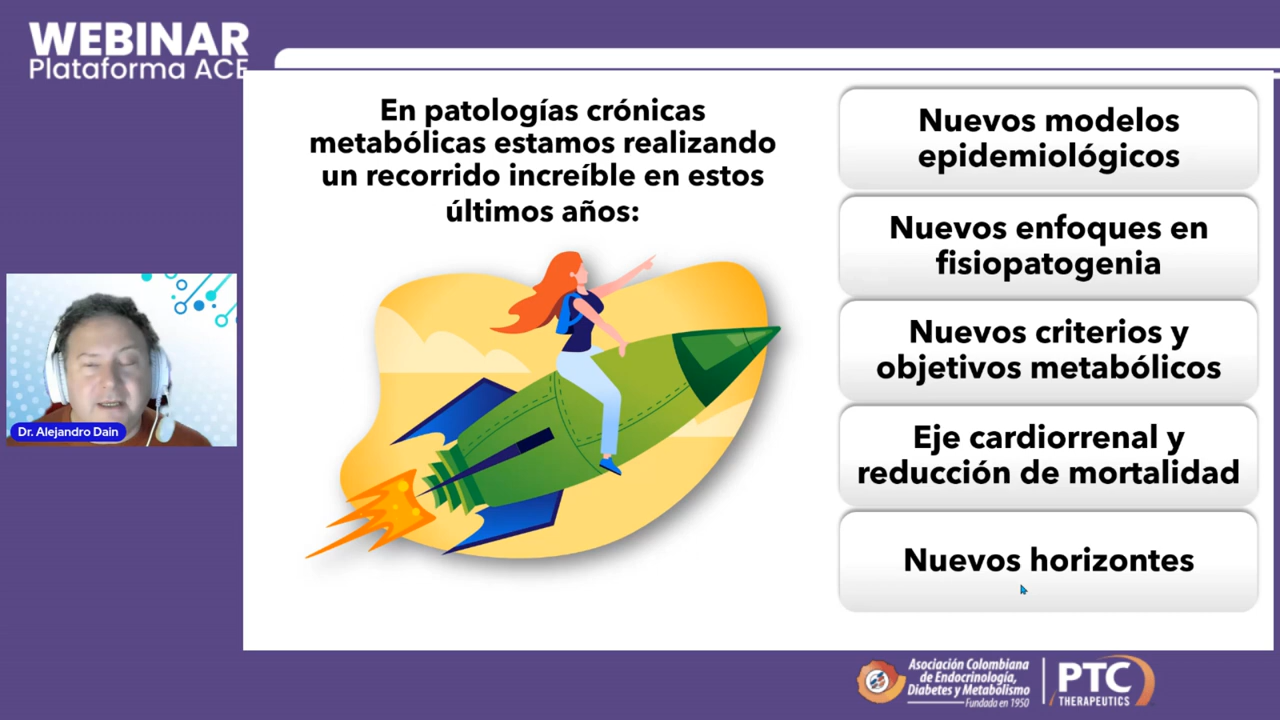 WEBINAR
Plataforma ACE
En patologías crónicas
metabólicas estamos realizando
un recorrido increíble en estos
últimos años:
Nuevos modelos
epidemiológicos
Nuevos enfoques en
fisiopatogenia
Nuevos criterios y
objetivos metabólicos
Eje cardiorrenal y
reducción de mortalidad
Nuevos horizontes
Dr. Alejandro Dain
Asociación Colombiana
de Endocrinología,
Diabetes y Metabolismo
Fundada en 1950
PTC
THERAPEUTICS